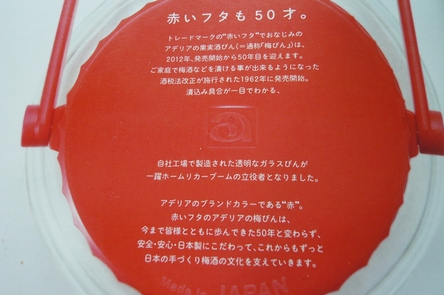 赤いフタも50才。
トレードマークの"赤いフタ"でおなじみの
アデリアの果実酒びん(=通称「梅びん」)は、
2012年、発売開始から50年目を迎えます。
ご家庭で梅酒などを漬ける事が出来るようになった
酒税法改正が施行された1962年に発売開始。
漬込み具合が一目でわかる、
a
自社工場で製造された透明なガラスびんが
一躍ホームリカーブームの立役者となりました。
アデリアのブランドカラーである"赤"。
赤いフタのアデリアの梅びんは、
今まで皆様とともに歩んできた50年と変わらず、
安全・安心・日本製にこだわって、これからもずっと
日本の手づくり梅酒の文化を支えていきます。
Made in JAPAN